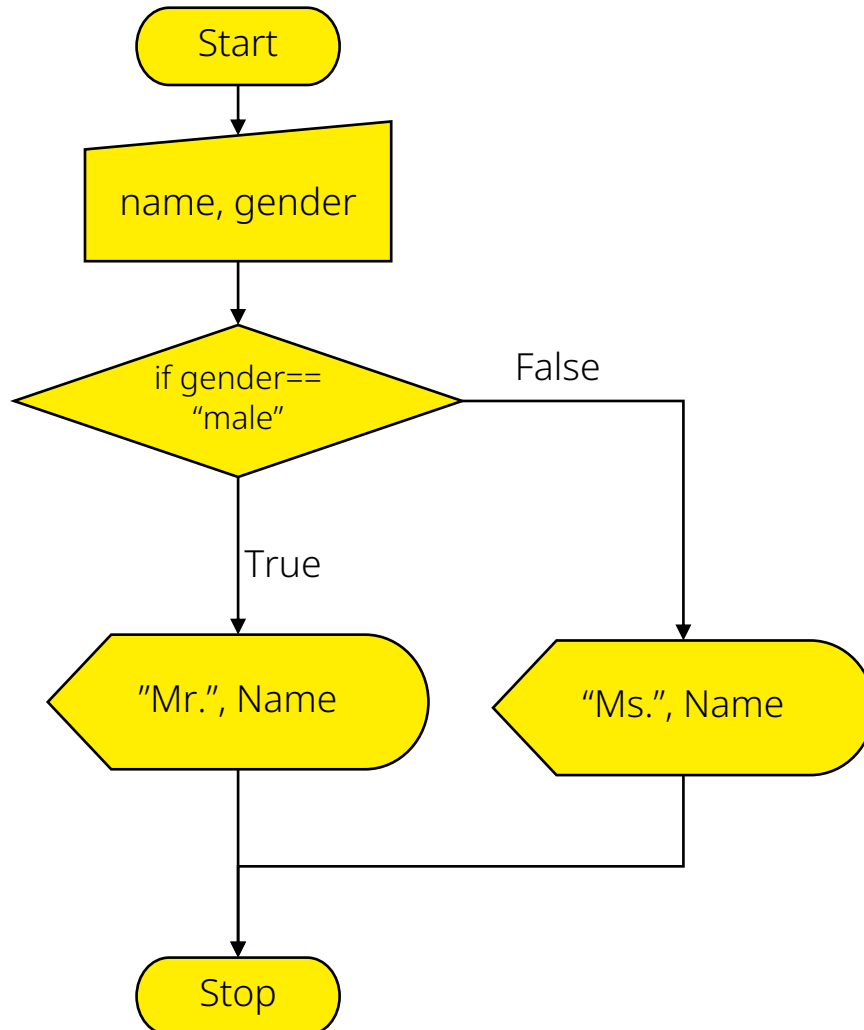 Start
name, gender
if gender==
“male”
False
True
”Mr.”, Name
“Ms.”, Name
Stop